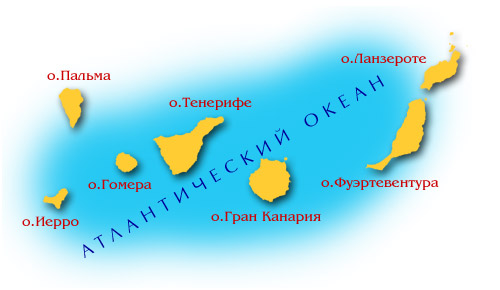 о.Ланзероте
о.Пальма
о.Тенерифе
АТЛАНТИЧЕСКИЙ ОКЕАН
о.Гомера
о.Фуэртевентура
о.Иерро
о.Гран Канария